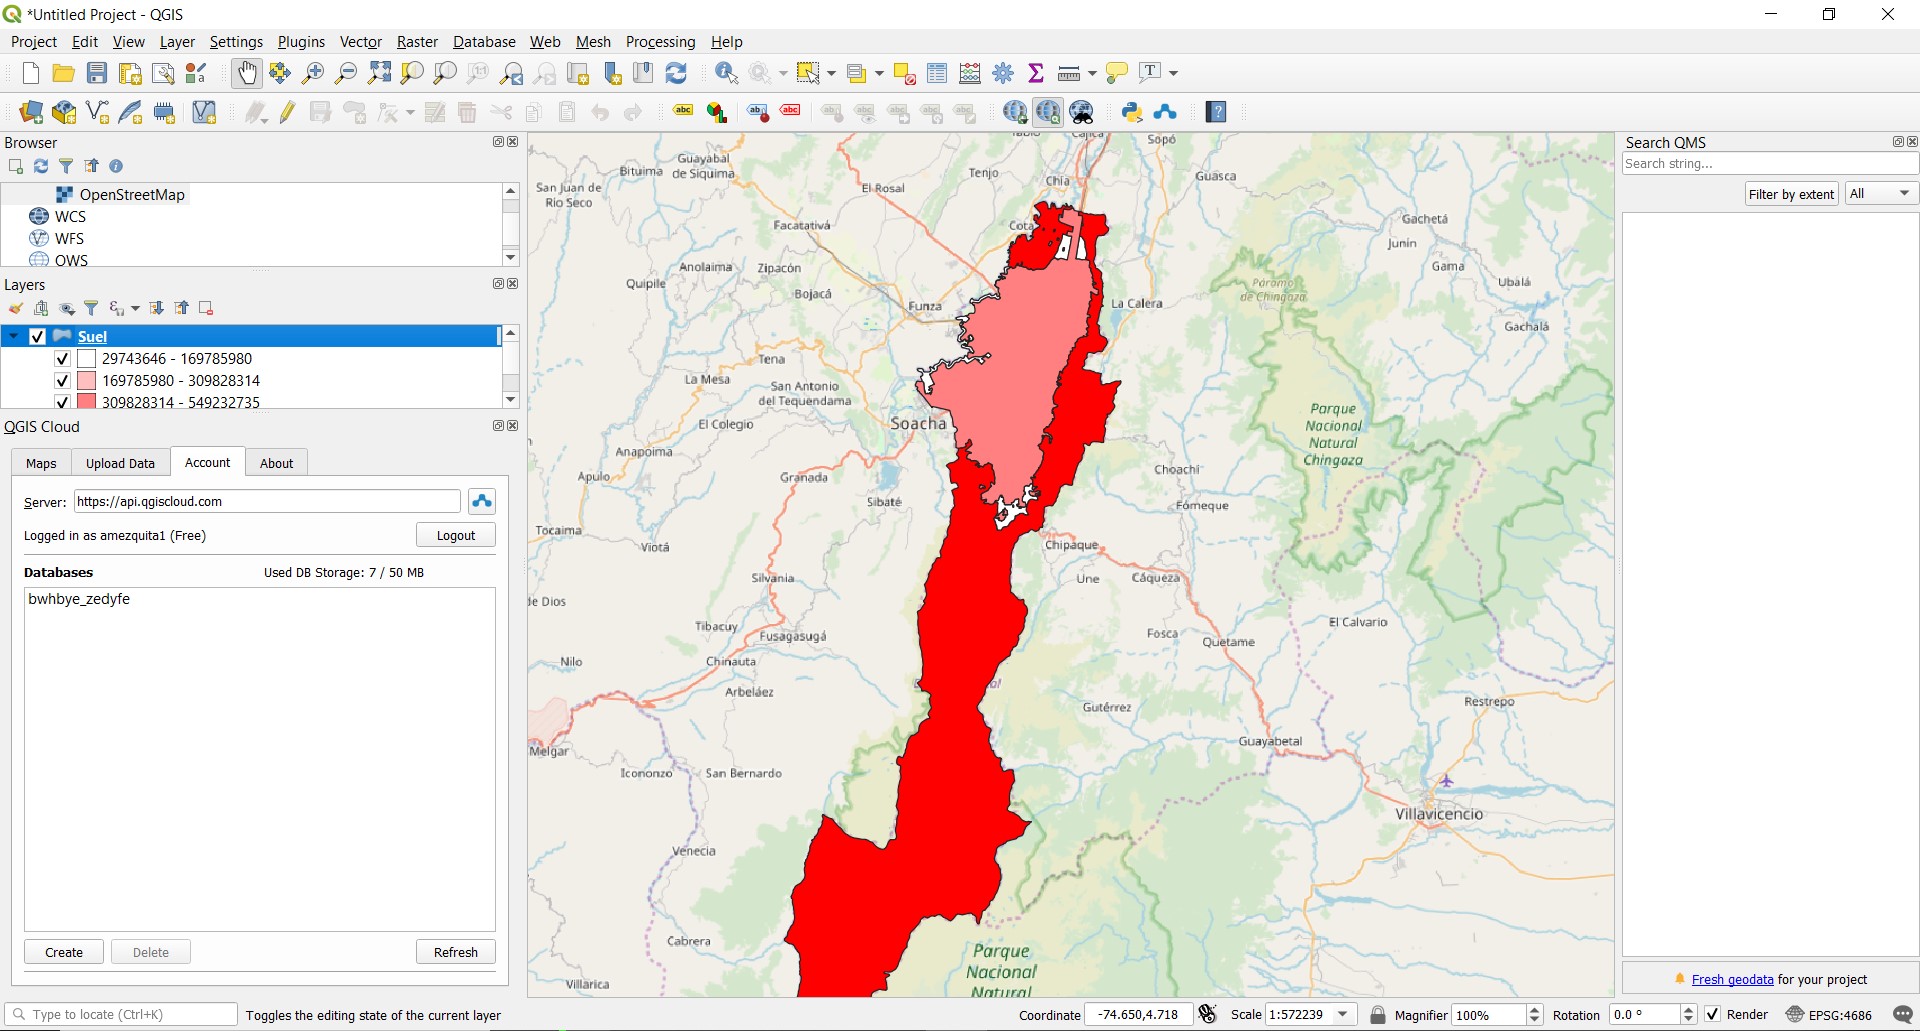 *Untitled Project - QGIS
Project Edit View Layer Settings Plugins Vector Raster Database Web Mesh Processing Help
Browser
OpenStreetMap
WCS
WFS
OWS
Layers
Suel
29743646 - 169785980
169785980 - 309828314
309828314 - 549232735
QGIS Cloud
Maps Upload Data Account About
Server: https://api.qgiscloud.com
Logged in as amezquita1 (Free) Logout
Databases Used DB Storage: 7 / 50 MB
bwhbye_zedyfe
Create Delete Refresh
Type to locate (Ctrl+K) Toggles the editing state of the current layer
Guayabal de Siquima
Bituima
San Juan de Rio Seco
El Rosal
Tenjo
Tabio
Cajicá
Sopó
Chía
Guasca
Facatativá
Cota
Gachetá
Junín
Gama
Ubalá
Anolaima
Zipacón
Quipile
Bojacá
Funza
La Calera
Páramo de Chingaza
Gachalá
Tena
La Mesa
San Antonio del Tequendama
Soacha
El Colegio
Parque Nacional Natural Chingaza
Anapoima
Apulo
Granada
Sibaté
Choachí
Fómeque
Tocaima
Viotá
Chipaque
Une
Cáqueza
Silvania
de Dios
Tibacuy
Fusagasugá
Fosca
Quetame
El Calvario
Nilo
Chinauta
Arbeláez
al
Gutérrez
Restrepo
Guayabetal
Melgar
Icononzo
San Bernardo
Villavicencio
Venecia
Cabrera
Parque Nacional Natural
Villarica
Search QMS
Search string...
Filter by extent All
Fresh geodata for your project
Coordinate -74.650,4.718 Scale 1:572239 Magnifier 100% Rotation 0.0 ° Render EPSG:4686